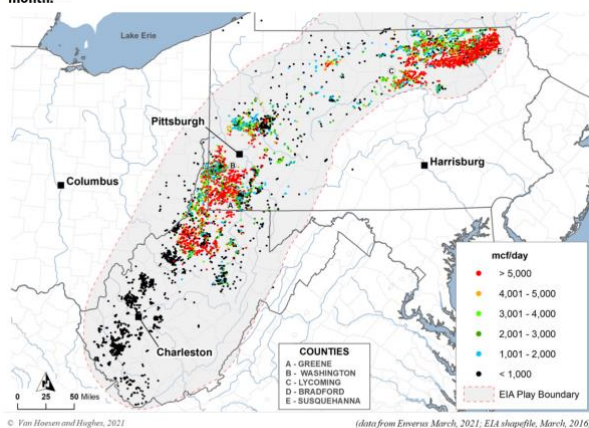 month.
Lake Erie
D
E
C
Pittsburgh
B
Harrisburg
Columbus
A
mcf/day
> 5,000
4,001 - 5,000
3,001 - 4,000
2,001 - 3,000
1,001 - 2,000
< 1,000
EIA Play Boundary
Charleston
COUNTIES
A - GREENE
B - WASHINGTON
C - LYCOMING
D - BRADFORD
E - SUSQUEHANNA
N
0 25 50 Miles
© Van Hoesen and Hughes, 2021
(data from Enverus March, 2021; EIA shapefile, March, 2016)